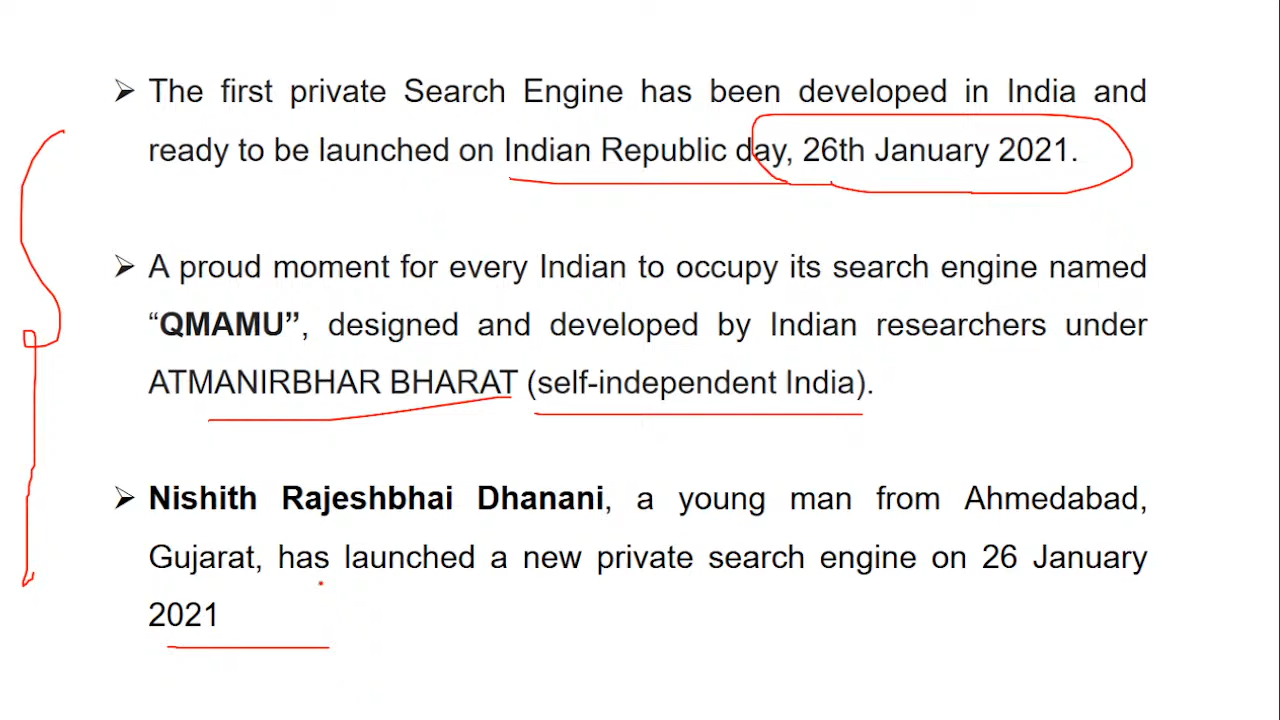 ➢ The first private Search Engine has been developed in India and
ready to be launched on Indian Republic day, 26th January 2021.
➢ A proud moment for every Indian to occupy its search engine named
“QMAMU”, designed and developed by Indian researchers under
ATMANIRBHAR BHARAT (self-independent India).
➢ Nishith Rajeshbhai Dhanani, a young man from Ahmedabad,
Gujarat, has launched a new private search engine on 26 January
2021